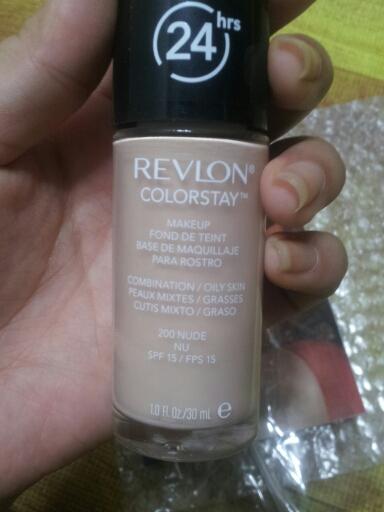 24 hrs
REVLON®
COLORSTAY™
MAKEUP
FOND DE TEINT
BASE DE MAQUILLAJE
PARA ROSTRO
COMBINATION / OILY SKIN
PEAUX MIXTES / GRASSES
CUTIS MIXTO / GRASO
200 NUDE
NU
SPF 15 / FPS 15
1.0 fl Oz/30 mL e